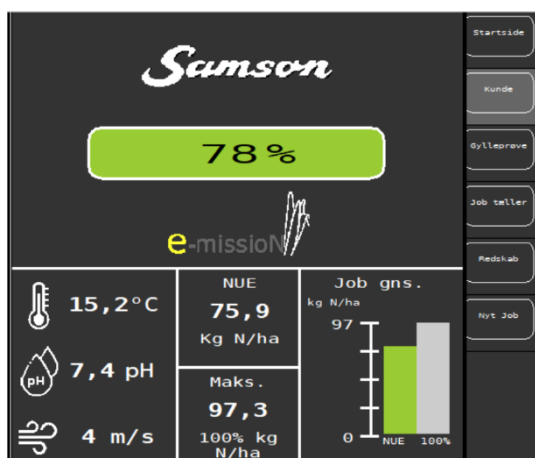 Samson
78%
e-missioN
15,2°C
7,4 pH
pH
4 m/s
NUE
75,9
Kg N/ha
Maks.
97,3
100% kg
N/ha
Job gns.
kg N/ha
97
0
NUE 100%
Startside
Kunde
Gylleprøve
Job tæller
Redskab
Nyt Job